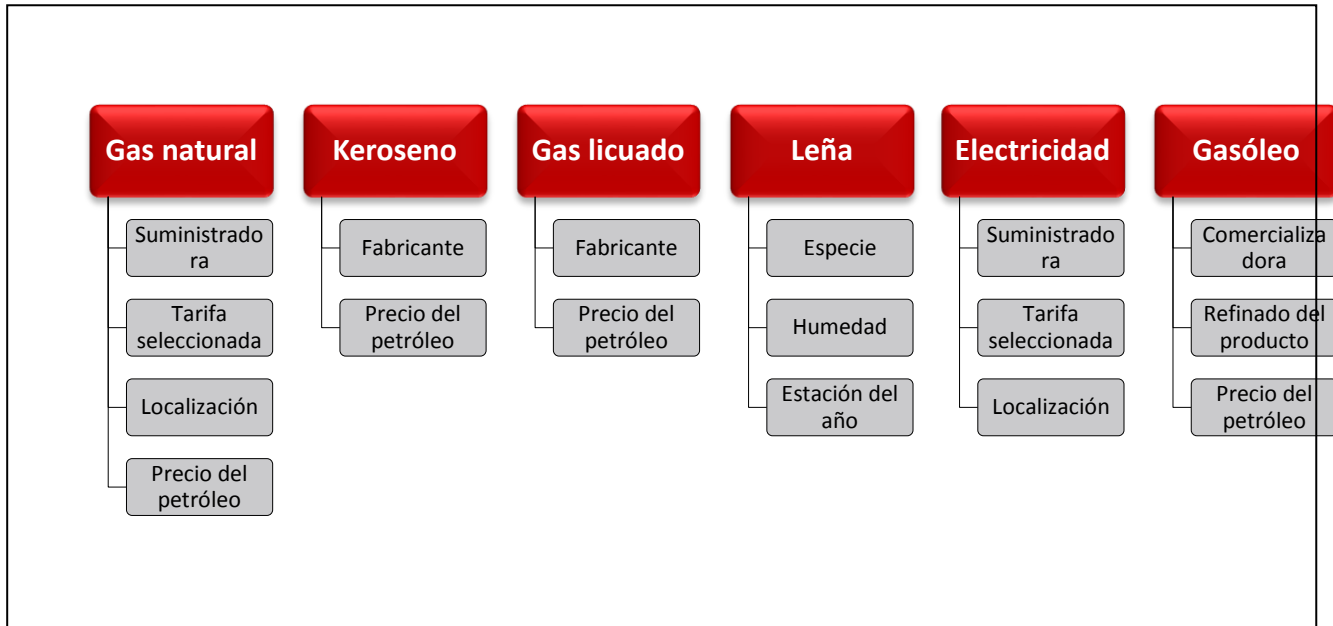 Gas natural
Suministrado
ra
Tarifa
seleccionada
Localización
Precio del
petróleo
Keroseno
Fabricante
Precio del
petróleo
Gas licuado
Fabricante
Precio del
petróleo
Leña
Especie
Humedad
Estación del
año
Electricidad
Suministrado
ra
Tarifa
seleccionada
Localización
Gasóleo
Comercializa
dora
Refinado del
producto
Precio del
petróleo